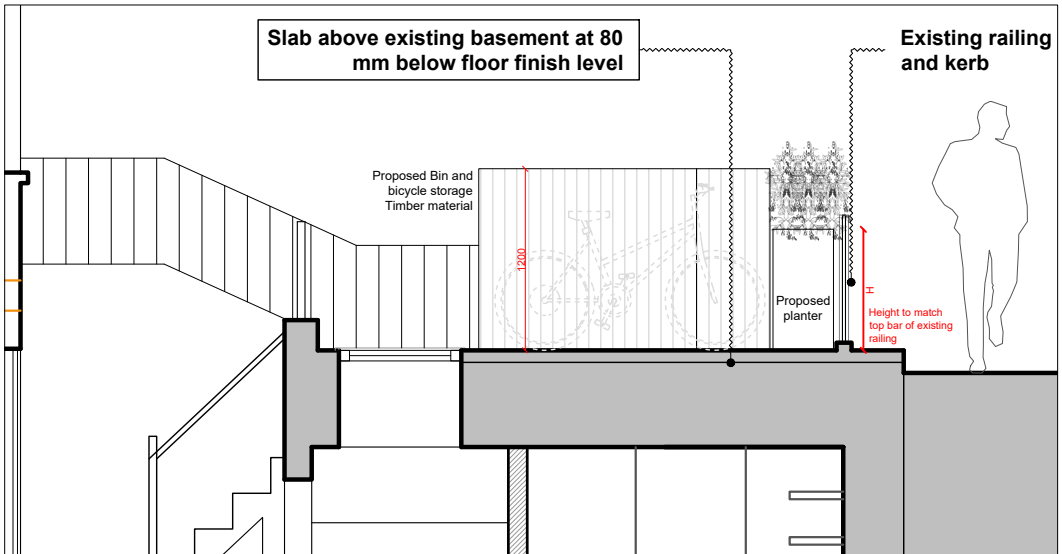 Slab above existing basement at 80
mm below floor finish level
Existing railing
and kerb
Proposed Bin and
bicycle storage
Timber material
1200
Proposed
planter
H
Height to match
top bar of existing
railing